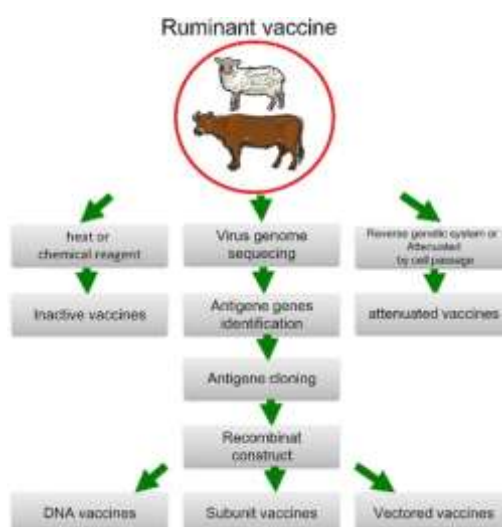 Ruminant vaccine
heat or
chemical reagent
Virus genome
sequecing
Reverse genetic system or
Attenuated
by cell passage
Inactive vaccines
Antigene genes
identification
attenuated vaccines
Antigene cloning
Recombinat
construct
DNA vaccines
Subunit vaccines
Vectored vaccines